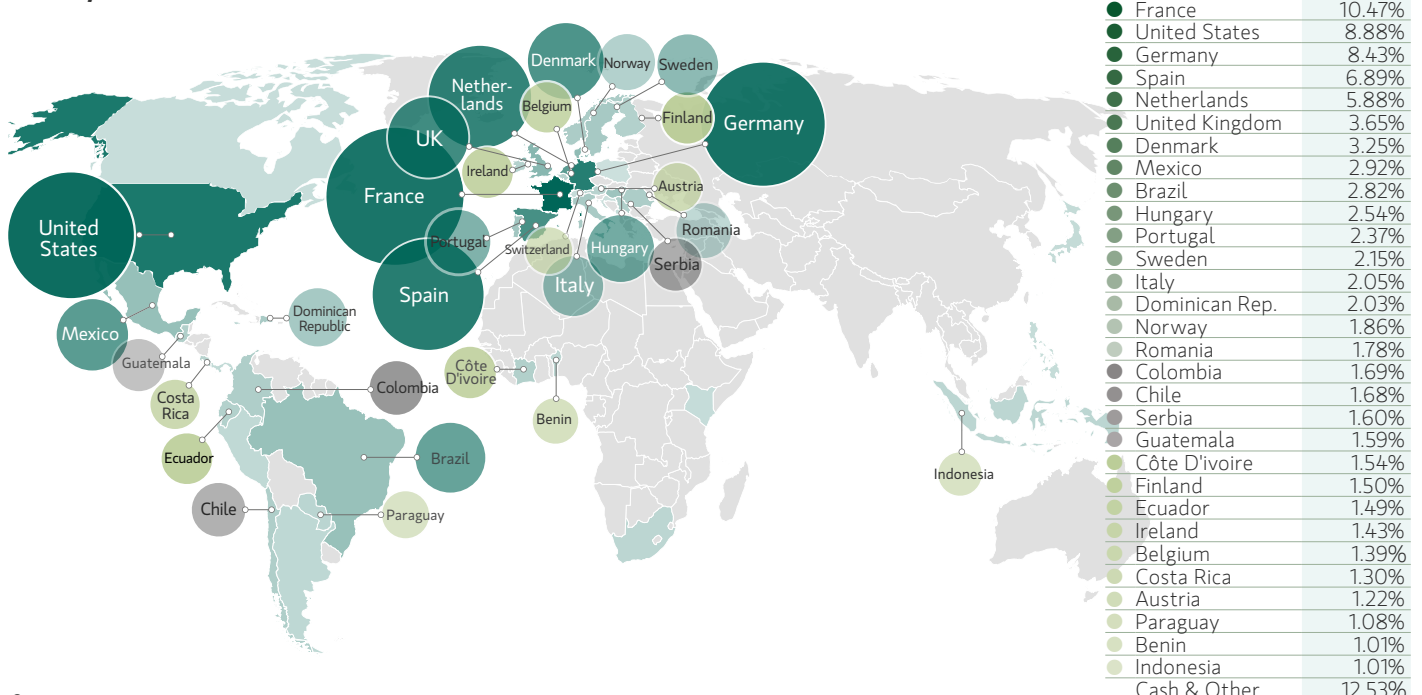 Denmark
Norway
Sweden
Nether-
lands
Belgium
Finland
Germany
UK
Ireland
Austria
France
United
States
Portugal
Switzerland
Hungary
Romania
Serbia
Italy
Spain
Dominican
Republic
Mexico
Guatemala
Côte
D'ivoire
Colombia
Costa
Rica
Benin
Ecuador
Brazil
Indonesia
Chile
Paraguay
France 10.47%
United States 8.88%
Germany 8.43%
Spain 6.89%
Netherlands 5.88%
United Kingdom 3.65%
Denmark 3.25%
Mexico 2.92%
Brazil 2.82%
Hungary 2.54%
Portugal 2.37%
Sweden 2.15%
Italy 2.05%
Dominican Rep. 2.03%
Norway 1.86%
Romania 1.78%
Colombia 1.69%
Chile 1.68%
Serbia 1.60%
Guatemala 1.59%
Côte D'ivoire 1.54%
Finland 1.50%
Ecuador 1.49%
Ireland 1.43%
Belgium 1.39%
Costa Rica 1.30%
Austria 1.22%
Paraguay 1.08%
Benin 1.01%
Indonesia 1.01%
Cash & Other 12.53%